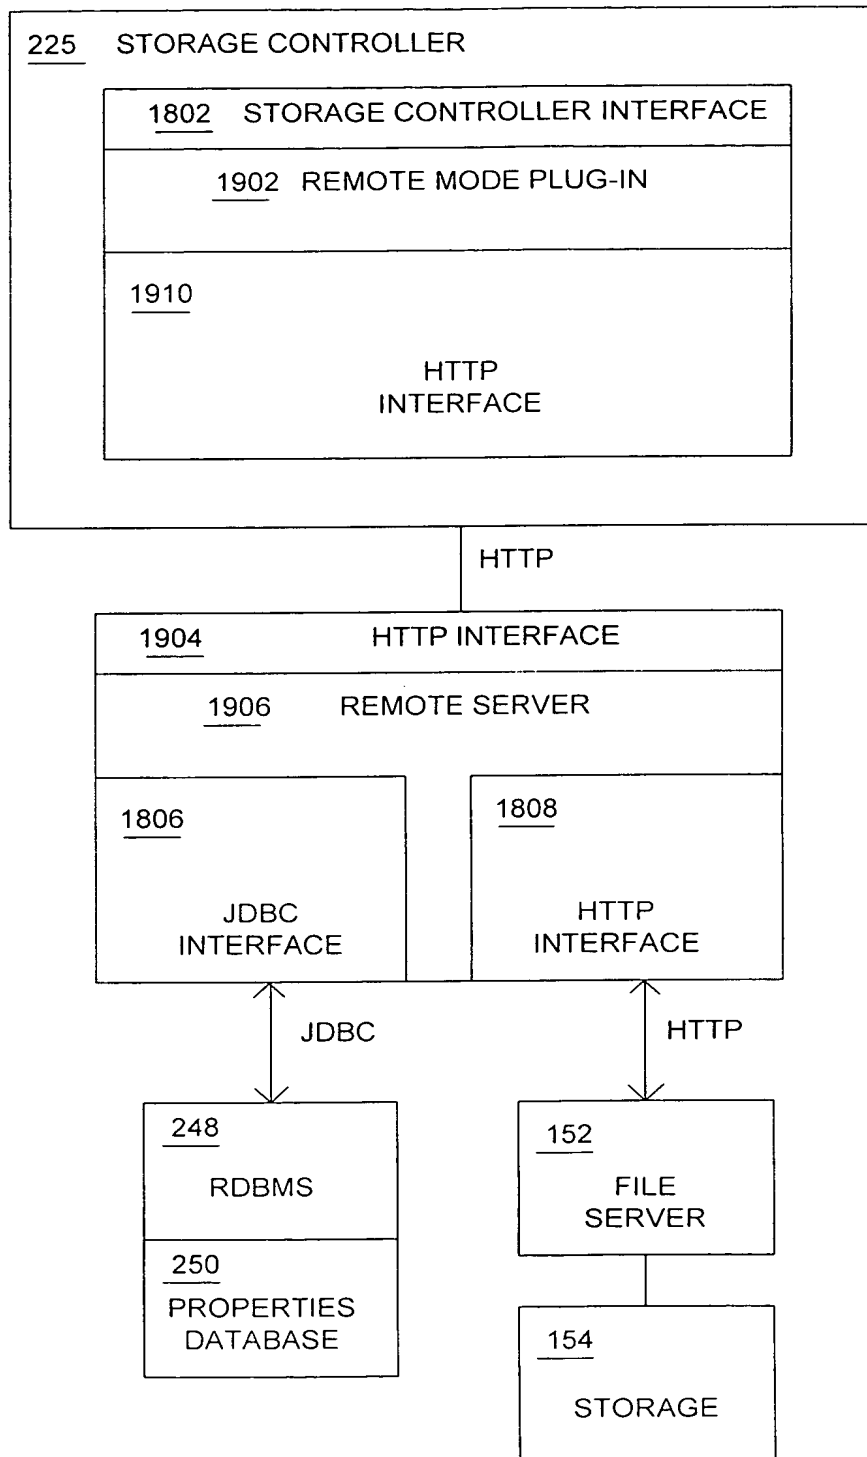 225 STORAGE CONTROLLER
1802 STORAGE CONTROLLER INTERFACE
1902 REMOTE MODE PLUG-IN
1910
HTTP
INTERFACE
HTTP
1904 HTTP INTERFACE
1906 REMOTE SERVER
1806
JDBC
INTERFACE
1808
HTTP
INTERFACE
JDBC
HTTP
248
RDBMS
250
PROPERTIES
DATABASE
152
FILE
SERVER
154
STORAGE